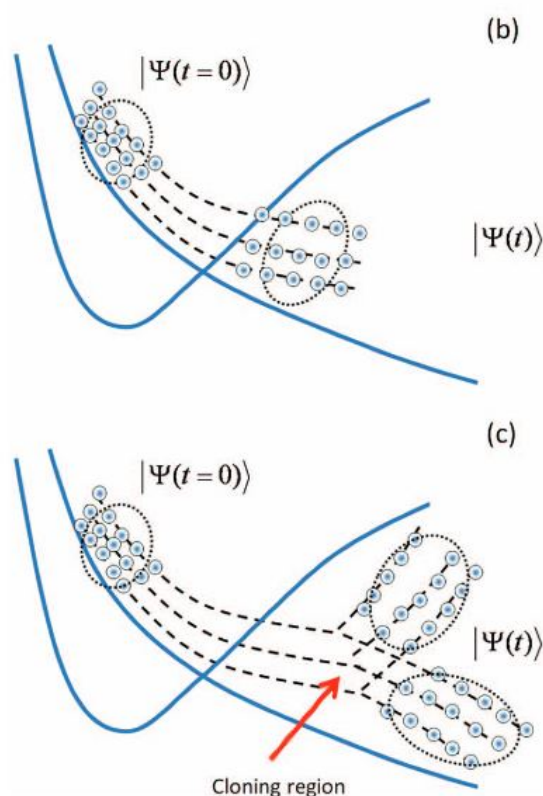 (b)
|Ψ(t=0)⟩
|Ψ(t)⟩
(c)
|Ψ(t=0)⟩
|Ψ(t)⟩
Cloning region